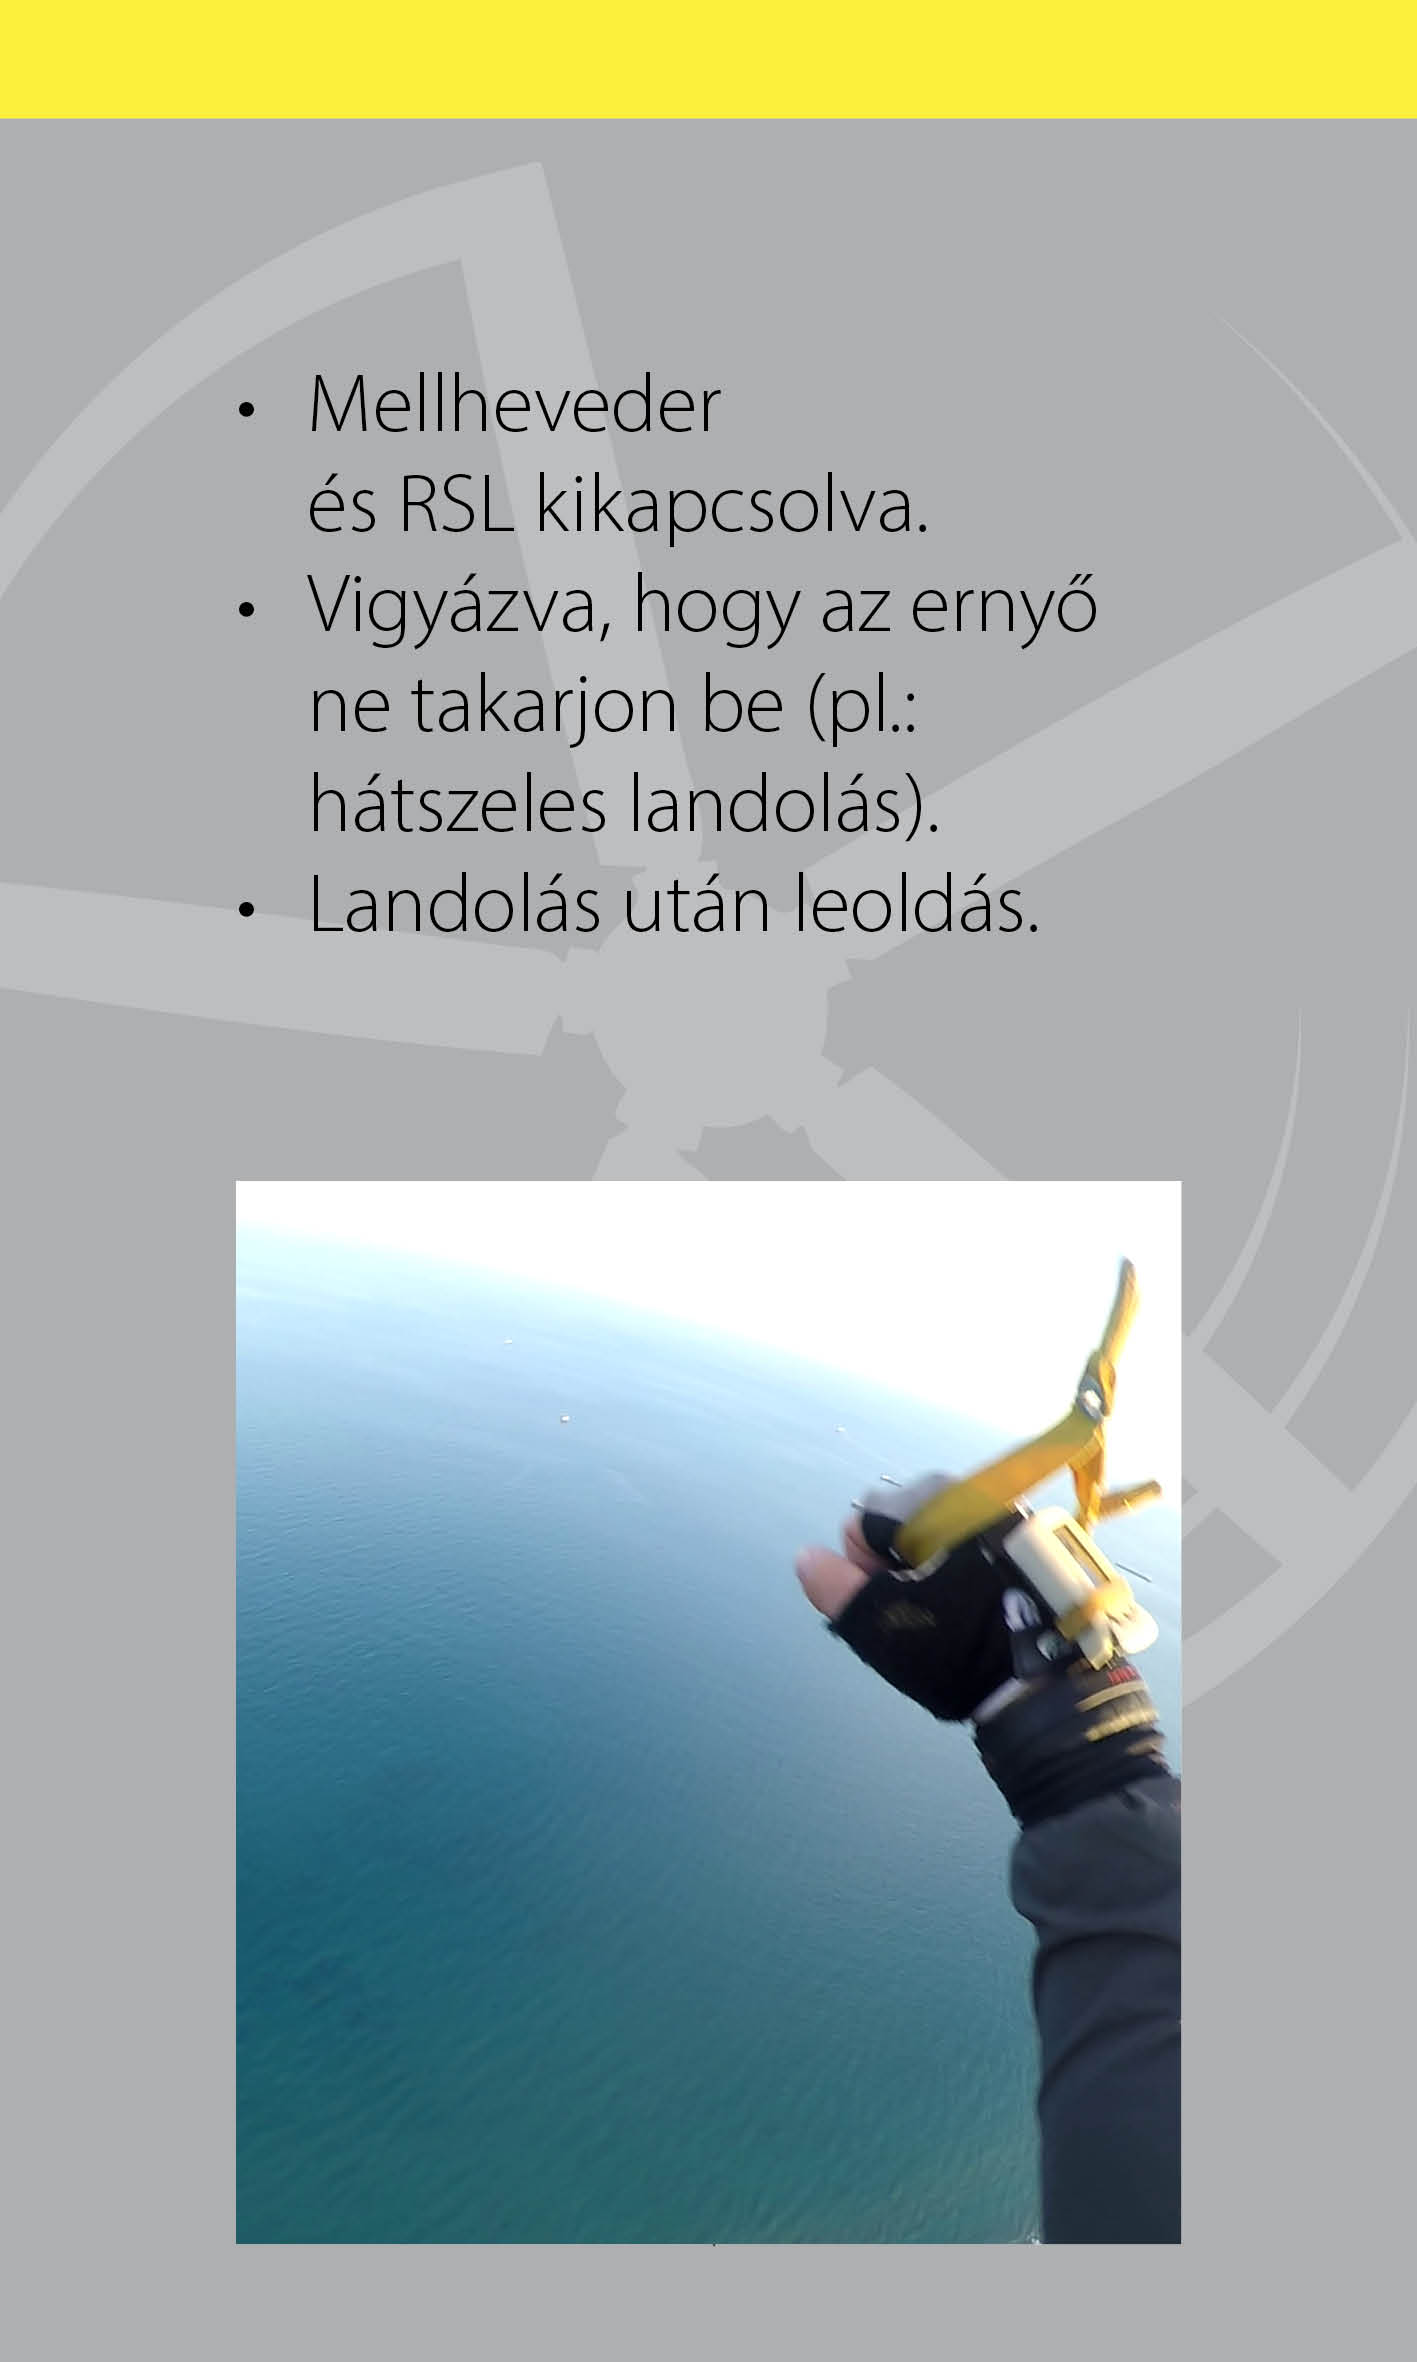 • Mellheveder
és RSL kikapcsolva.
• Vigyázva, hogy az ernyő
ne takarjon be (pl.:
hátszeles landolás).
• Landolás után leoldás.